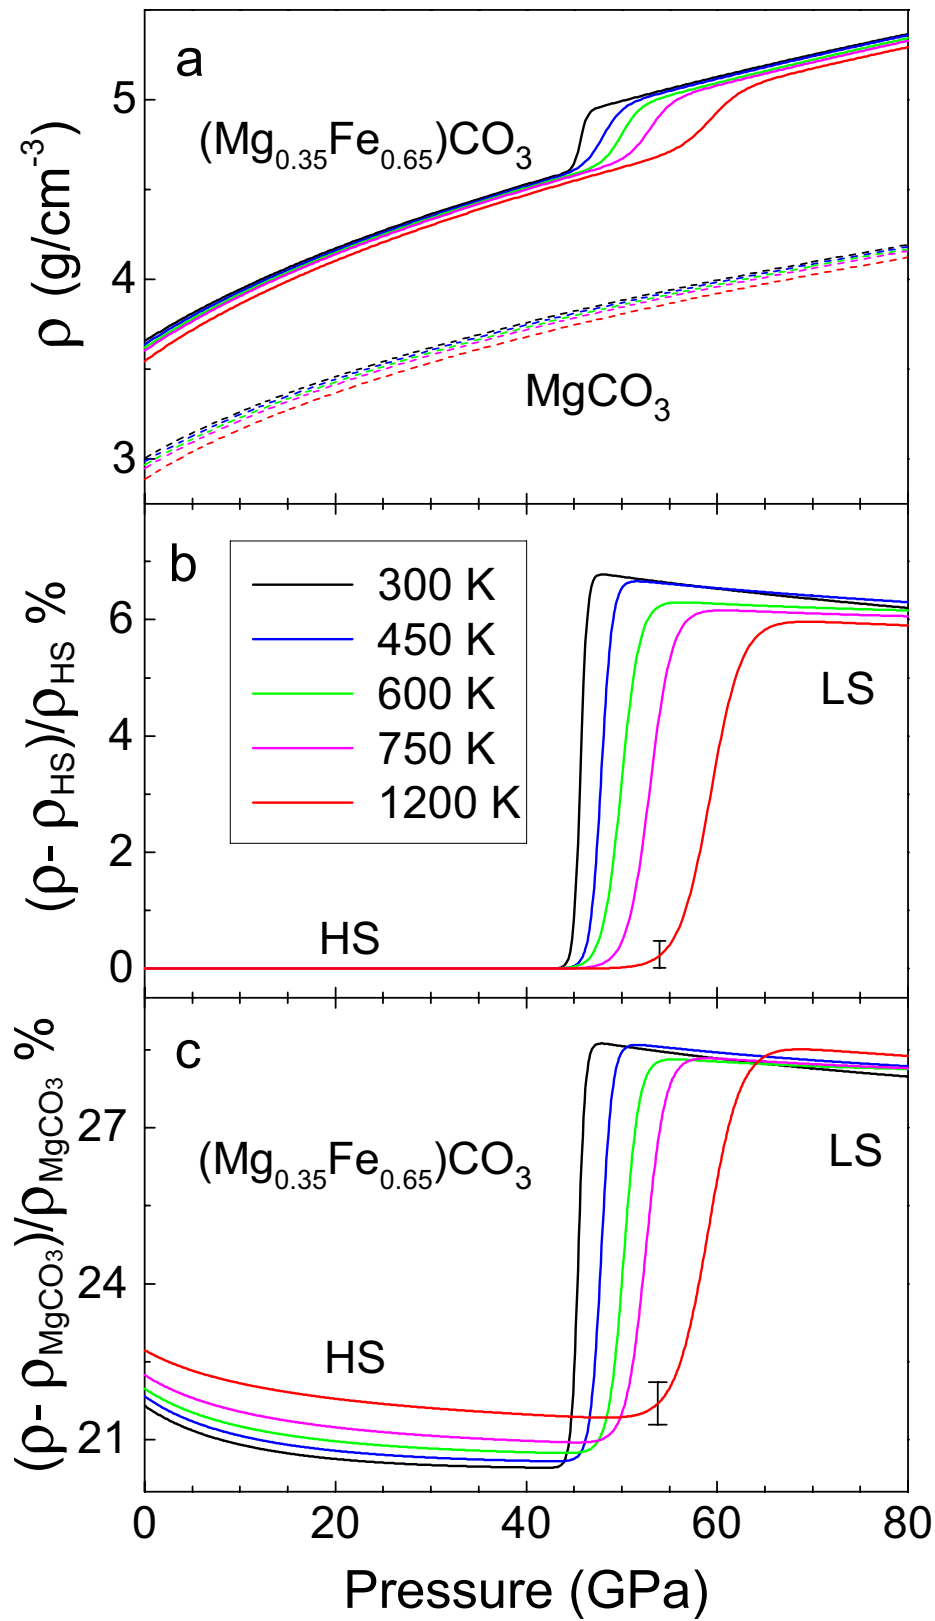 a
5
4
3
ρ (g/cm⁻³)
(Mg₀.₃₅Fe₀.₆₅)CO₃
MgCO₃
b
300 K
450 K
600 K
750 K
1200 K
6
4
2
0
(ρ- ρHS)/ρHS %
HS
LS
c
27
24
21
(ρ- ρMgCO₃)/ρMgCO₃ %
(Mg₀.₃₅Fe₀.₆₅)CO₃
LS
HS
0 20 40 60 80
Pressure (GPa)